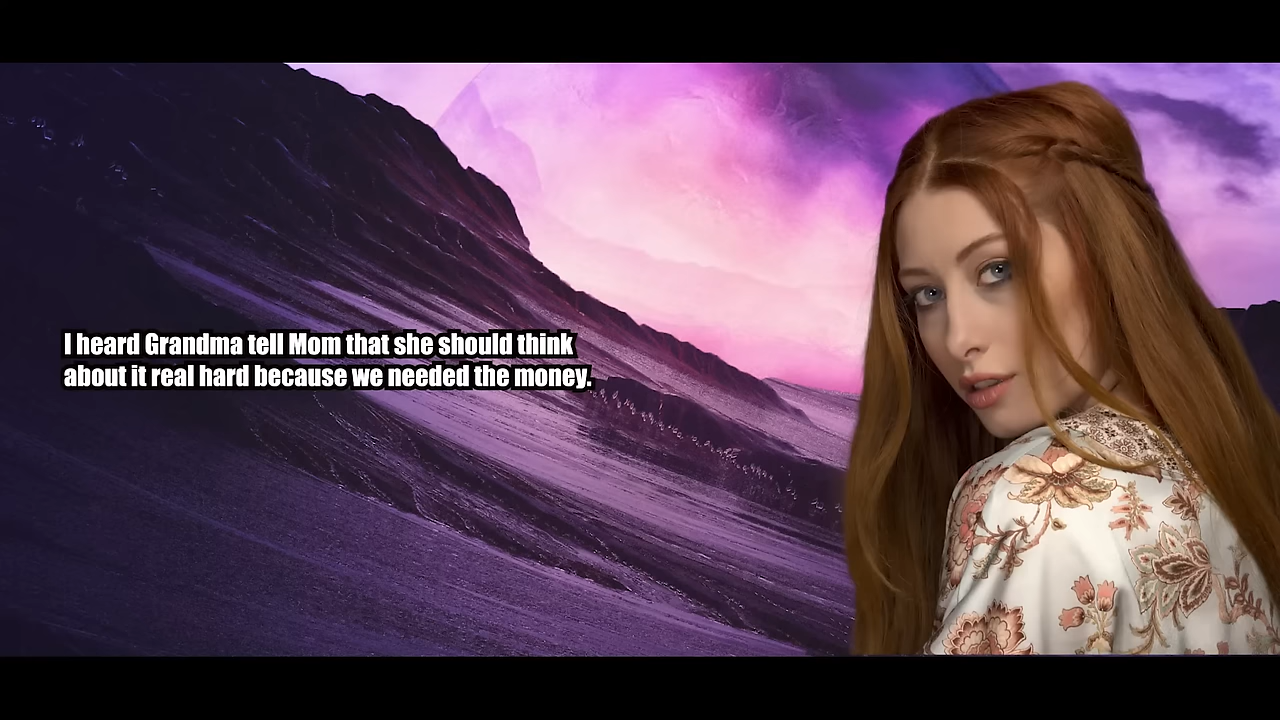 I heard Grandma tell Mom that she should think
about it real hard because we needed the money.